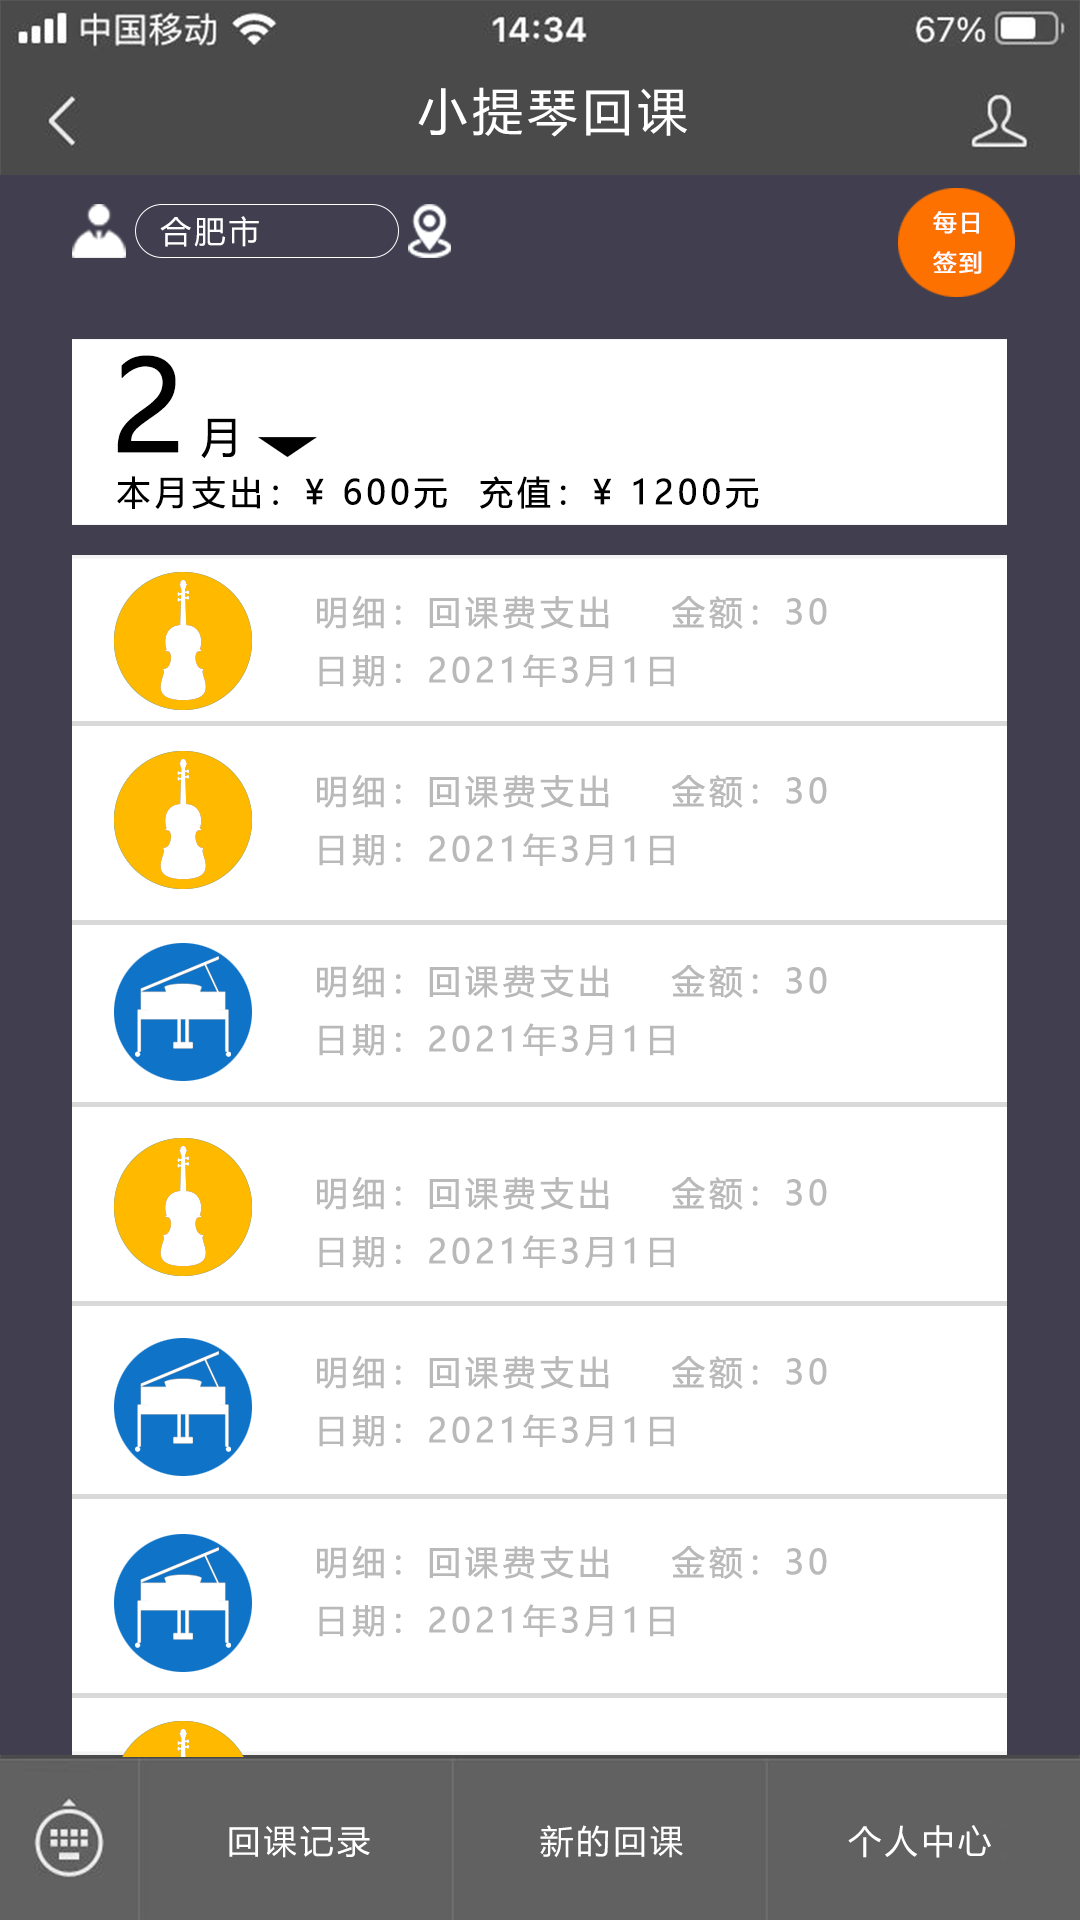 中国移动 14:34 67%
小提琴回课
合肥市
每日
签到
2月
本月支出：¥ 600元 充值：¥ 1200元
明细：回课费支出 金额：30
日期：2021年3月1日
明细：回课费支出 金额：30
日期：2021年3月1日
明细：回课费支出 金额：30
日期：2021年3月1日
明细：回课费支出 金额：30
日期：2021年3月1日
明细：回课费支出 金额：30
日期：2021年3月1日
明细：回课费支出 金额：30
日期：2021年3月1日
回课记录 新的回课 个人中心